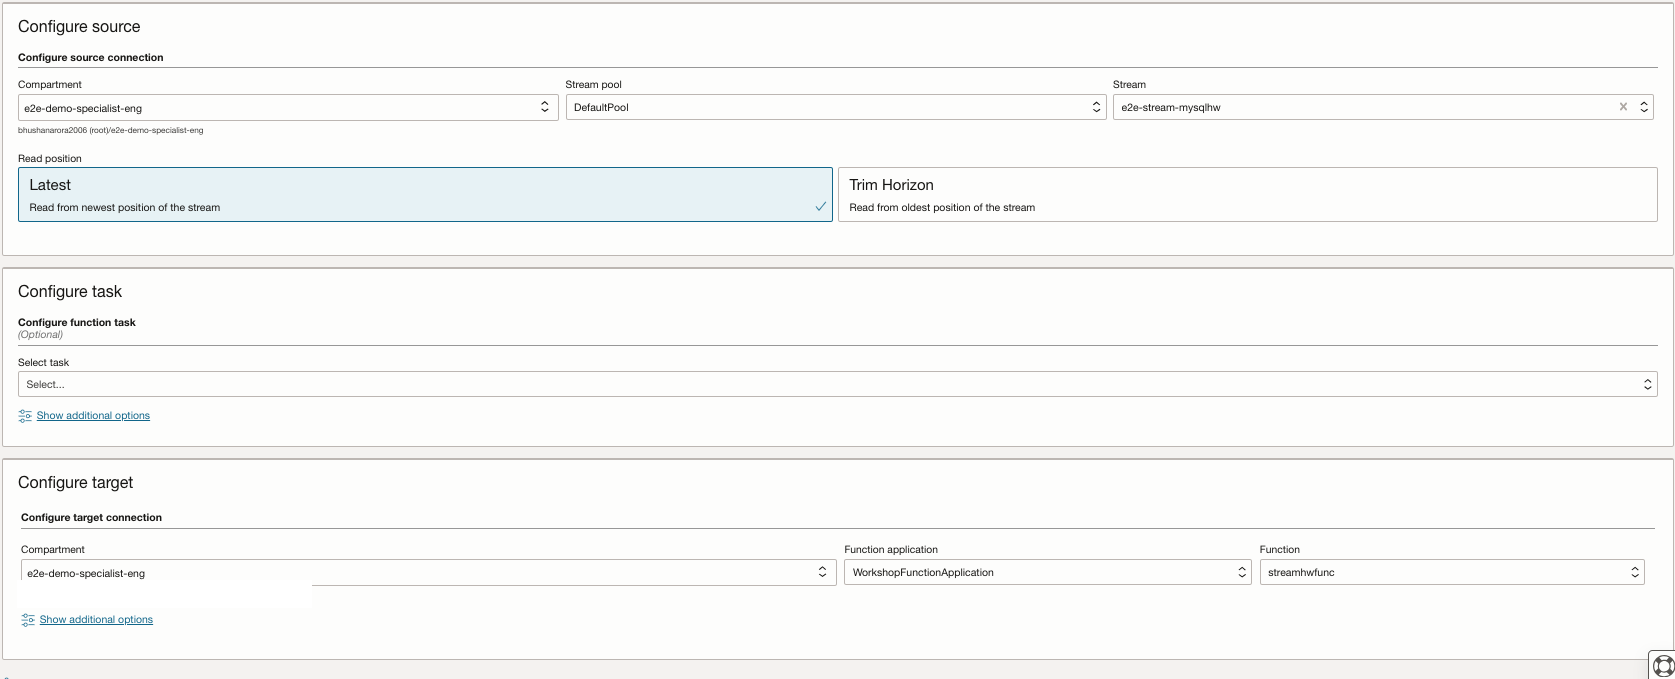 Configure source
Configure source connection
Compartment
Stream pool
Stream
e2e-demo-specialist-eng
DefaultPool
e2e-stream-mysqlhw
bhushanarora2006 (root)/e2e-demo-specialist-eng
Read position
Latest
Read from newest position of the stream
Trim Horizon
Read from oldest position of the stream
Configure task
Configure function task
(Optional)
Select task
Select...
Show additional options
Configure target
Configure target connection
Compartment
Function application
Function
e2e-demo-specialist-eng
WorkshopFunctionApplication
streamhwfunc
Show additional options